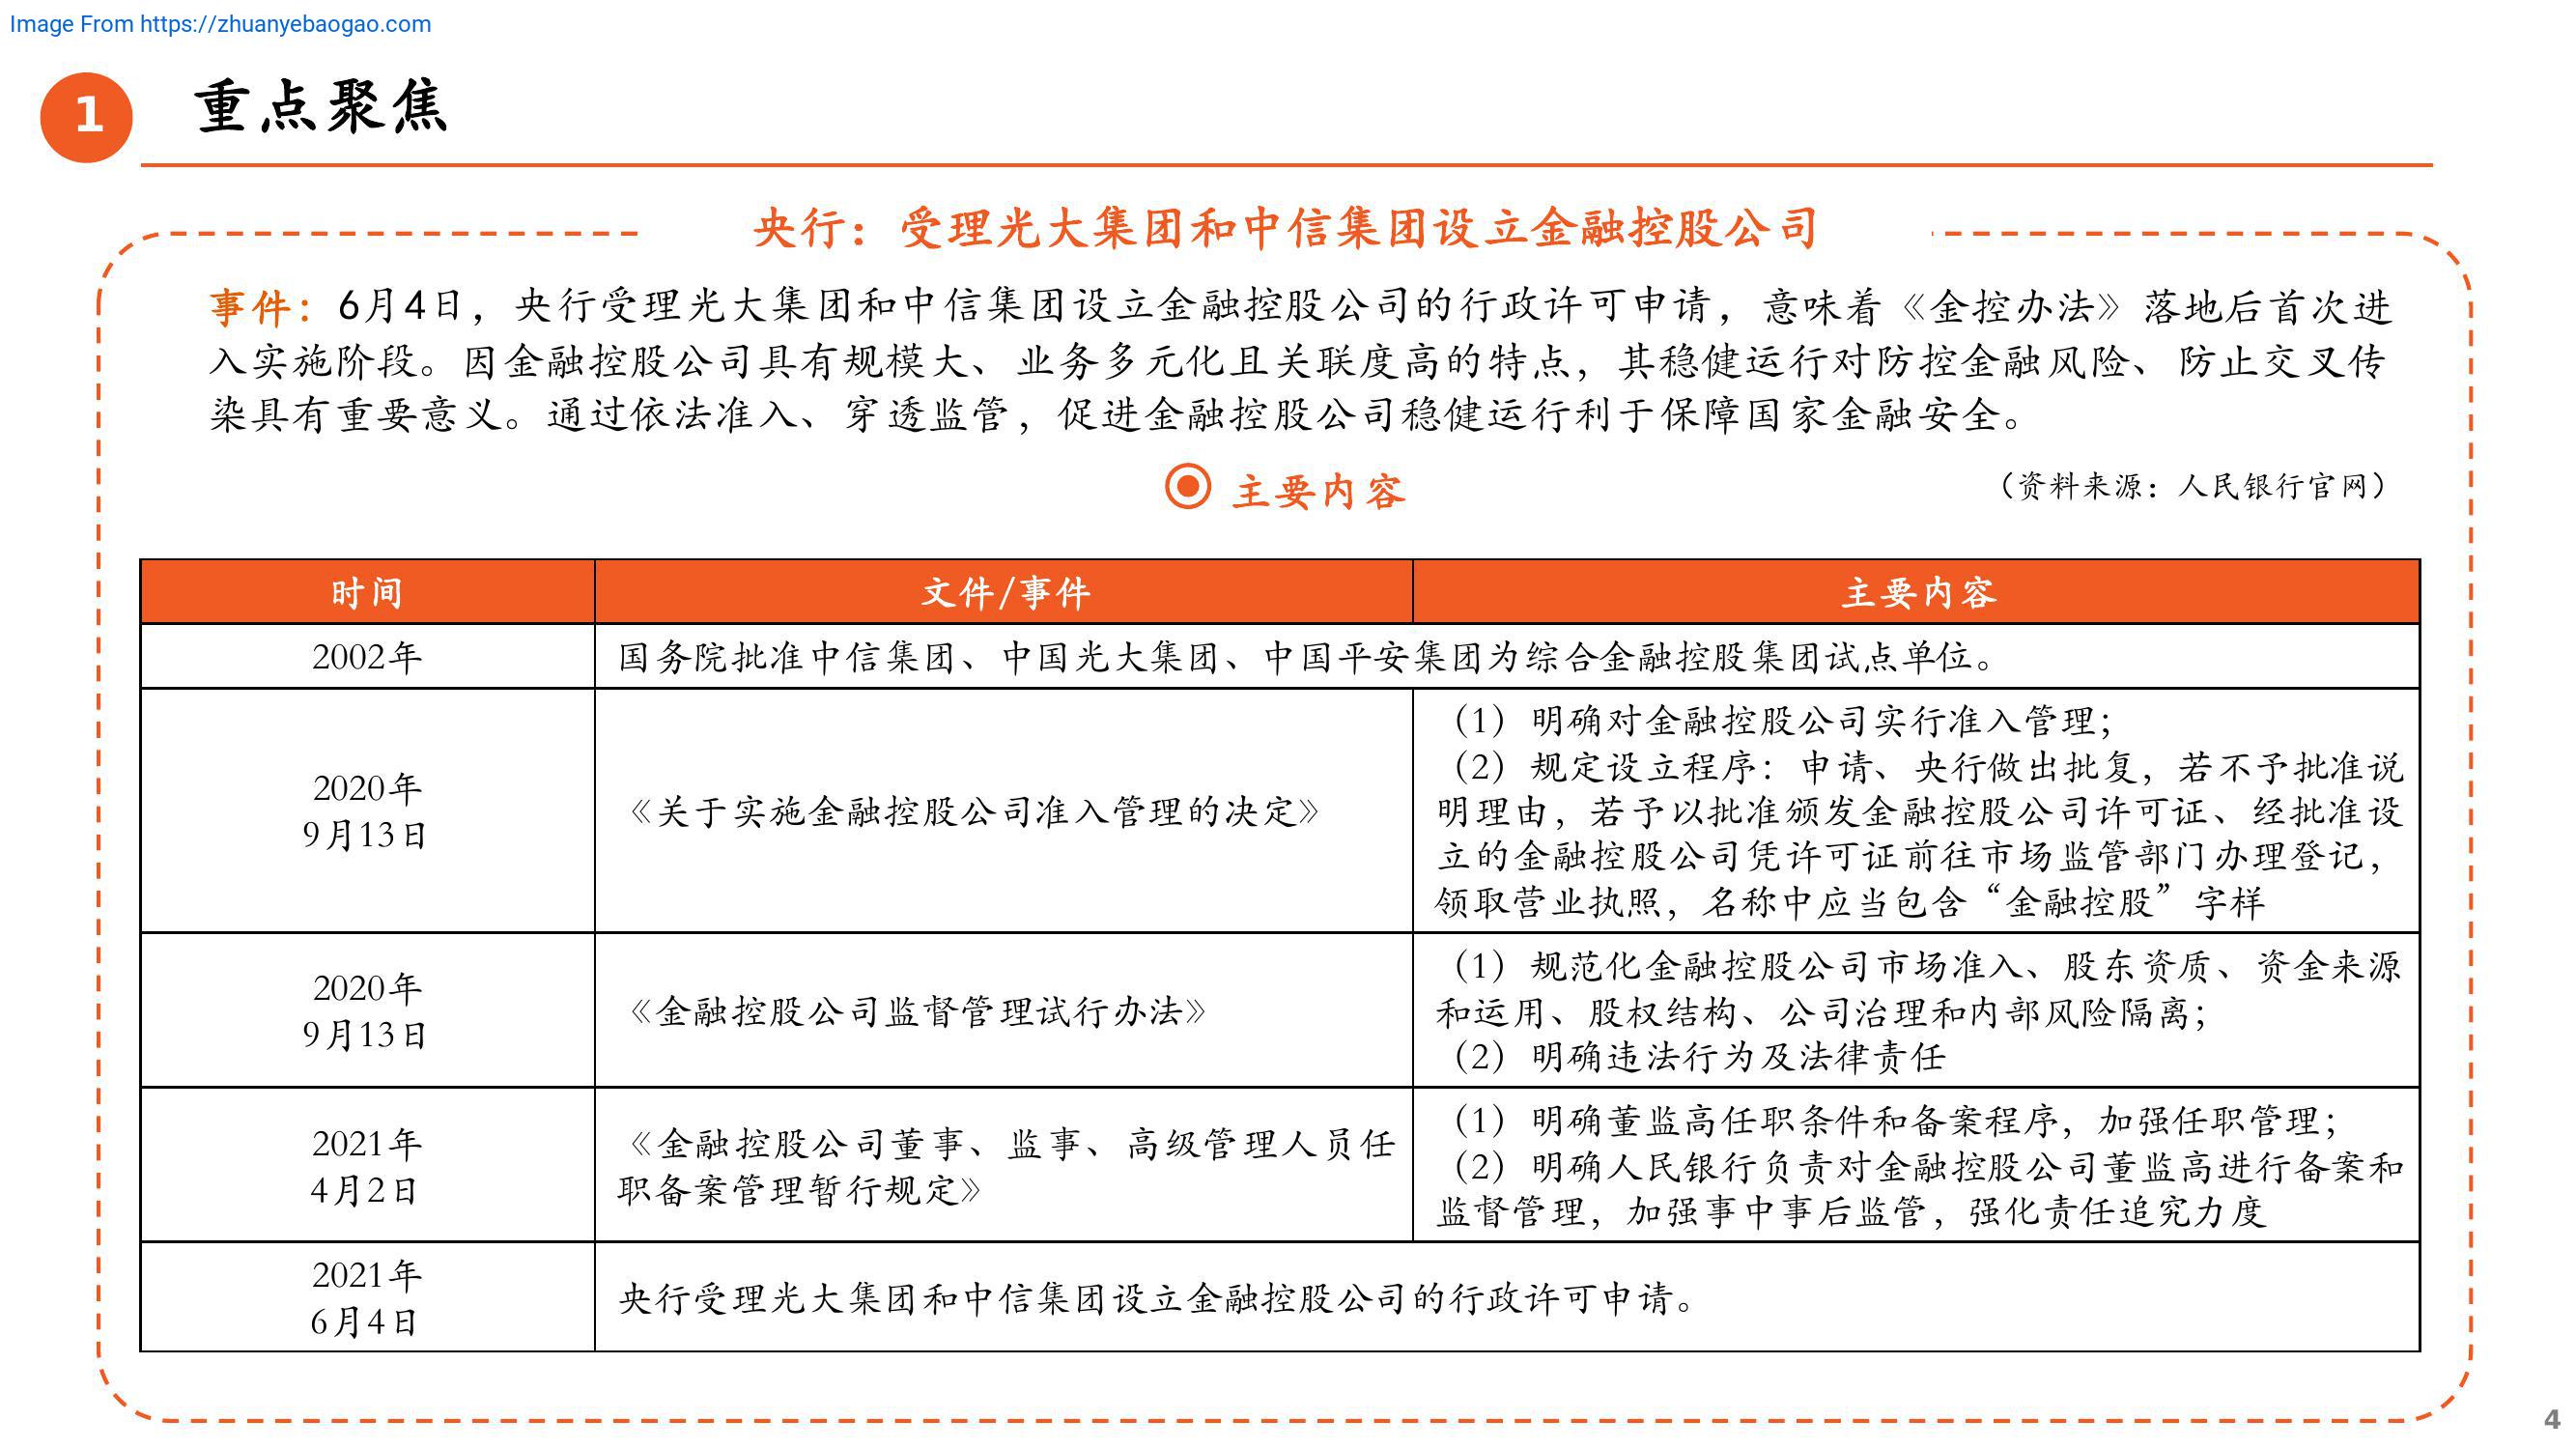 Image From https://zhuanyebaogao.com
1
重点聚焦
央行：受理光大集团和中信集团设立金融控股公司
事件：6月4日，央行受理光大集团和中信集团设立金融控股公司的行政许可申请，意味着《金控办法》落地后首次进
入实施阶段。因金融控股公司具有规模大、业务多元化且关联度高的特点，其稳健运行对防控金融风险、防止交叉传
染具有重要意义。通过依法准入、穿透监管，促进金融控股公司稳健运行利于保障国家金融安全。
主要内容
（资料来源：人民银行官网）
时间
文件/事件
主要内容
2002年
国务院批准中信集团、中国光大集团、中国平安集团为综合金融控股集团试点单位。
2020年
9月13日
《关于实施金融控股公司准入管理的决定》
（1）明确对金融控股公司实行准入管理；
（2）规定设立程序：申请、央行做出批复，若不予批准说
明理由，若予以批准颁发金融控股公司许可证、经批准设
立的金融控股公司凭许可证前往市场监管部门办理登记，
领取营业执照，名称中应当包含“金融控股”字样
2020年
9月13日
《金融控股公司监督管理试行办法》
（1）规范化金融控股公司市场准入、股东资质、资金来源
和运用、股权结构、公司治理和内部风险隔离；
（2）明确违法行为及法律责任
2021年
4月2日
《金融控股公司董事、监事、高级管理人员任
职备案管理暂行规定》
（1）明确董监高任职条件和备案程序，加强任职管理；
（2）明确人民银行负责对金融控股公司董监高进行备案和
监督管理，加强事中事后监管，强化责任追究力度
2021年
6月4日
央行受理光大集团和中信集团设立金融控股公司的行政许可申请。
4